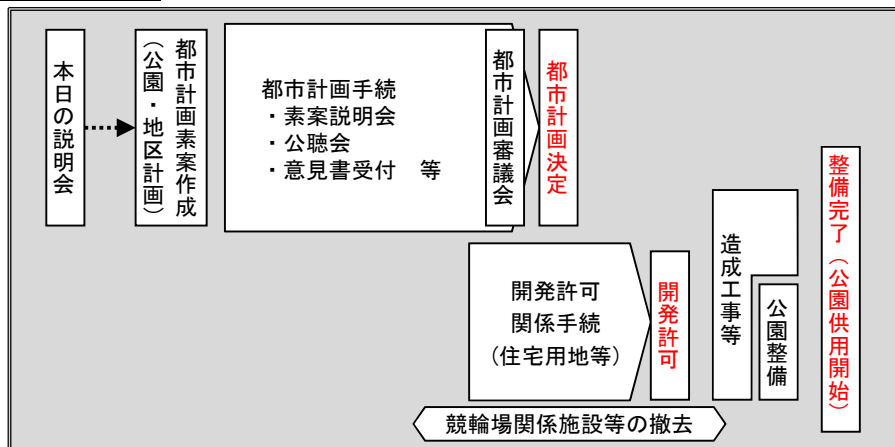 本日の説明会
都市計画素案作成
（公園・地区計画）
都市計画手続
・素案説明会
・公聴会
・意見書受付　等
都市計画審議会
都市計画決定
開発許可
関係手続
(住宅用地等)
開発許可
造成工事等
公園整備
整備完了（公園供用開始）
競輪場関係施設等の撤去